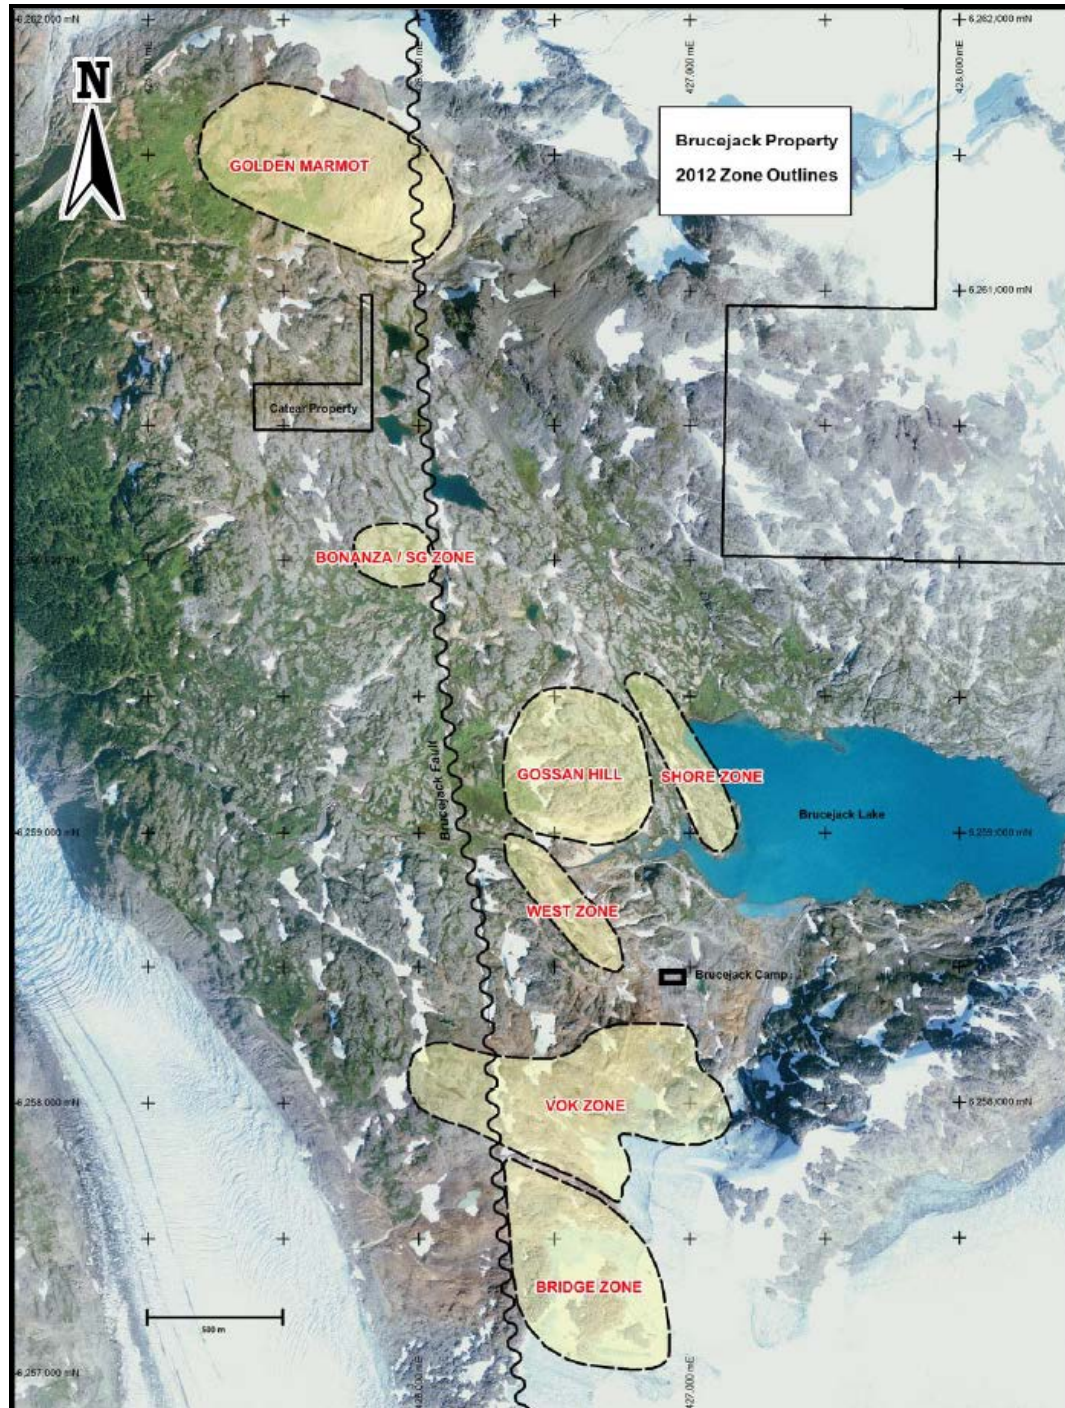 6,262,000 mN
6,262,000 mN
N
427,000 mE
428,000 mE
Brucejack Property
2012 Zone Outlines
GOLDEN MARMOT
6,261,000 mN
Catear Property
BONANZA / SG ZONE
Brucejack Fault
GOSSAN HILL
SHORE ZONE
Brucejack Lake
6,259,000 mN
6,259,000 mN
WEST ZONE
Brucejack Camp
6,258,000 mN
6,258,000 mN
VOK ZONE
BRIDGE ZONE
500 m
6,257,000 mN
426,000 mE
427,000 mE